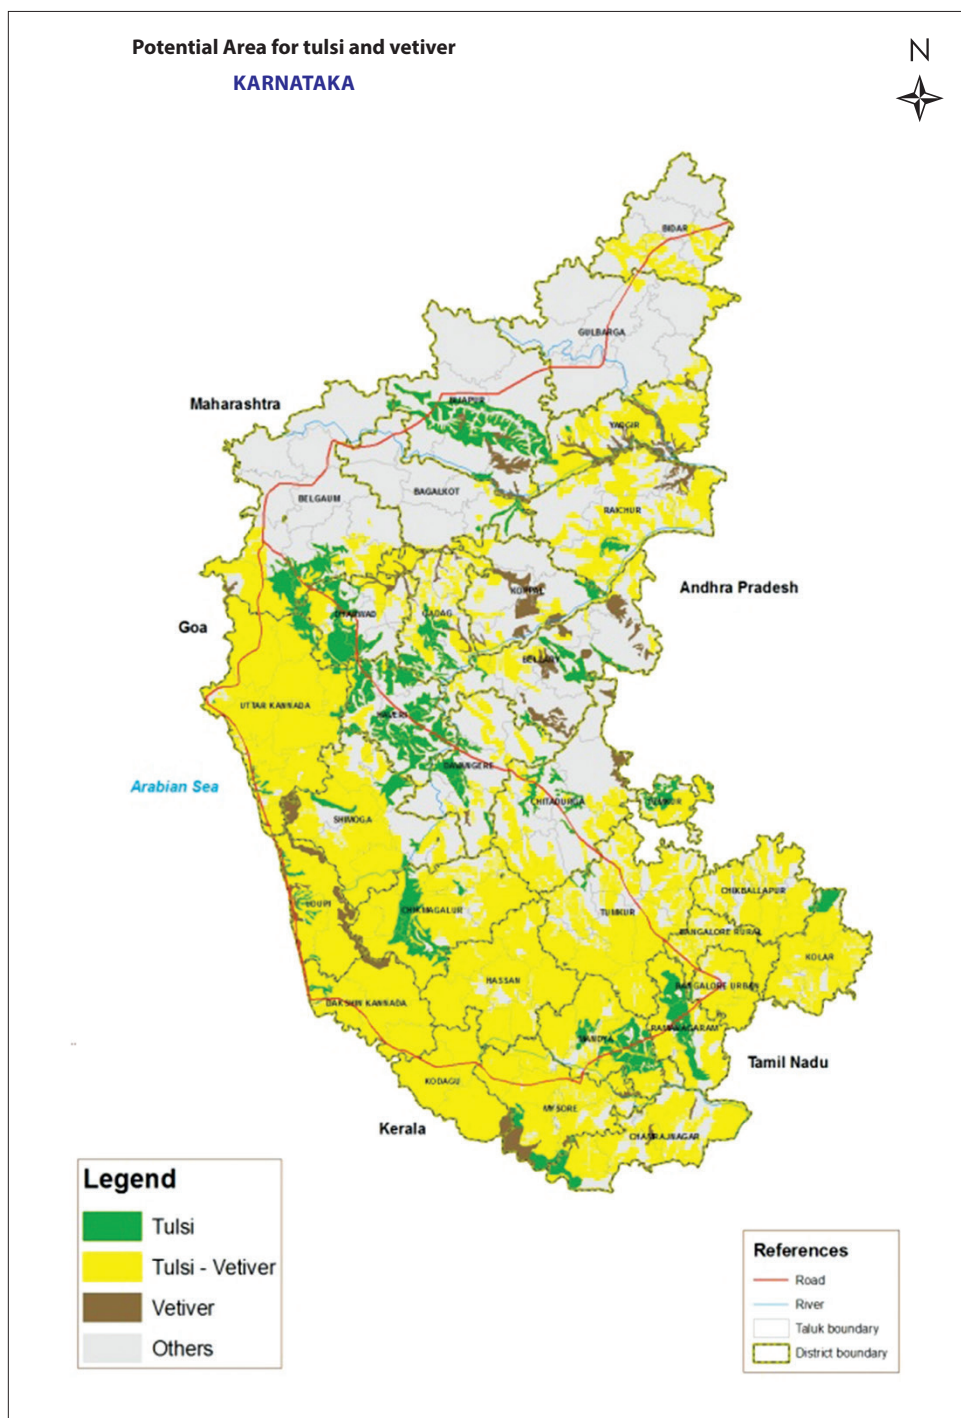 Potential Area for tulsi and vetiver
KARNATAKA
N
BIDAR
GULBARGA
Maharashtra
BIJAPUR
YADGIR
BELGAUM
BAGALKOT
RAICHUR
Andhra Pradesh
KOPPAL
DHARWAD
GADAG
Goa
BELLARY
UTTAR KANNADA
HAVERI
DAVANGERE
Arabian Sea
CHITADURGA
TUMKUR
SHIMOGA
CHIKBALLAPUR
UDUPI
CHIKMAGALUR
TUMKUR
BANGALORE RURAL
KOLAR
HASSAN
BANGALORE URBAN
DAKSHIN KANNADA
RAMANAGARAM
MANDYA
Tamil Nadu
KODAGU
MYSORE
Kerala
CHAMRAJNAGAR
Legend
Tulsi
Tulsi - Vetiver
Vetiver
Others
References
Road
River
Taluk boundary
District boundary